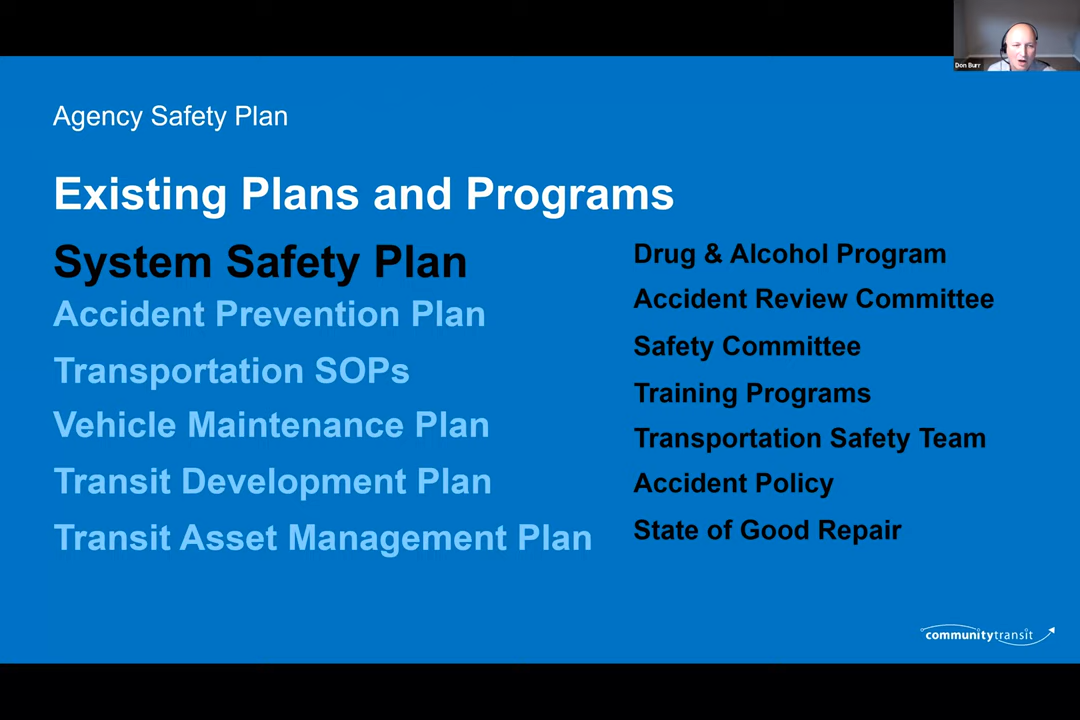 Don Burr
Agency Safety Plan
Existing Plans and Programs
System Safety Plan
Accident Prevention Plan
Transportation SOPs
Vehicle Maintenance Plan
Transit Development Plan
Transit Asset Management Plan
Drug & Alcohol Program
Accident Review Committee
Safety Committee
Training Programs
Transportation Safety Team
Accident Policy
State of Good Repair
communitytransit